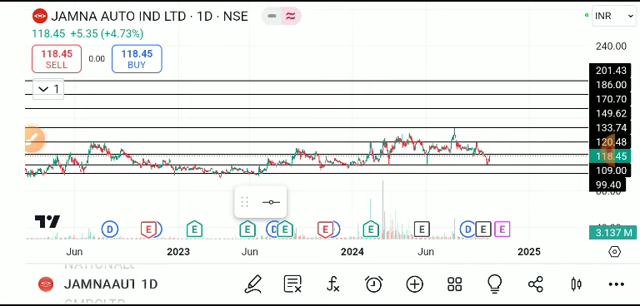 JAMNA AUTO IND LTD · 1D · NSE
INR
118.45 +5.35 (+4.73%)
118.45
SELL
0.00
118.45
BUY
240.00
1
201.43
186.00
170.70
149.62
133.74
120.48
118.45
109.00
99.40
D E E E D E E D E E D E E
3.137 M
Jun 2023 Jun 2024 Jun 2025
JAMNAAUT 1D